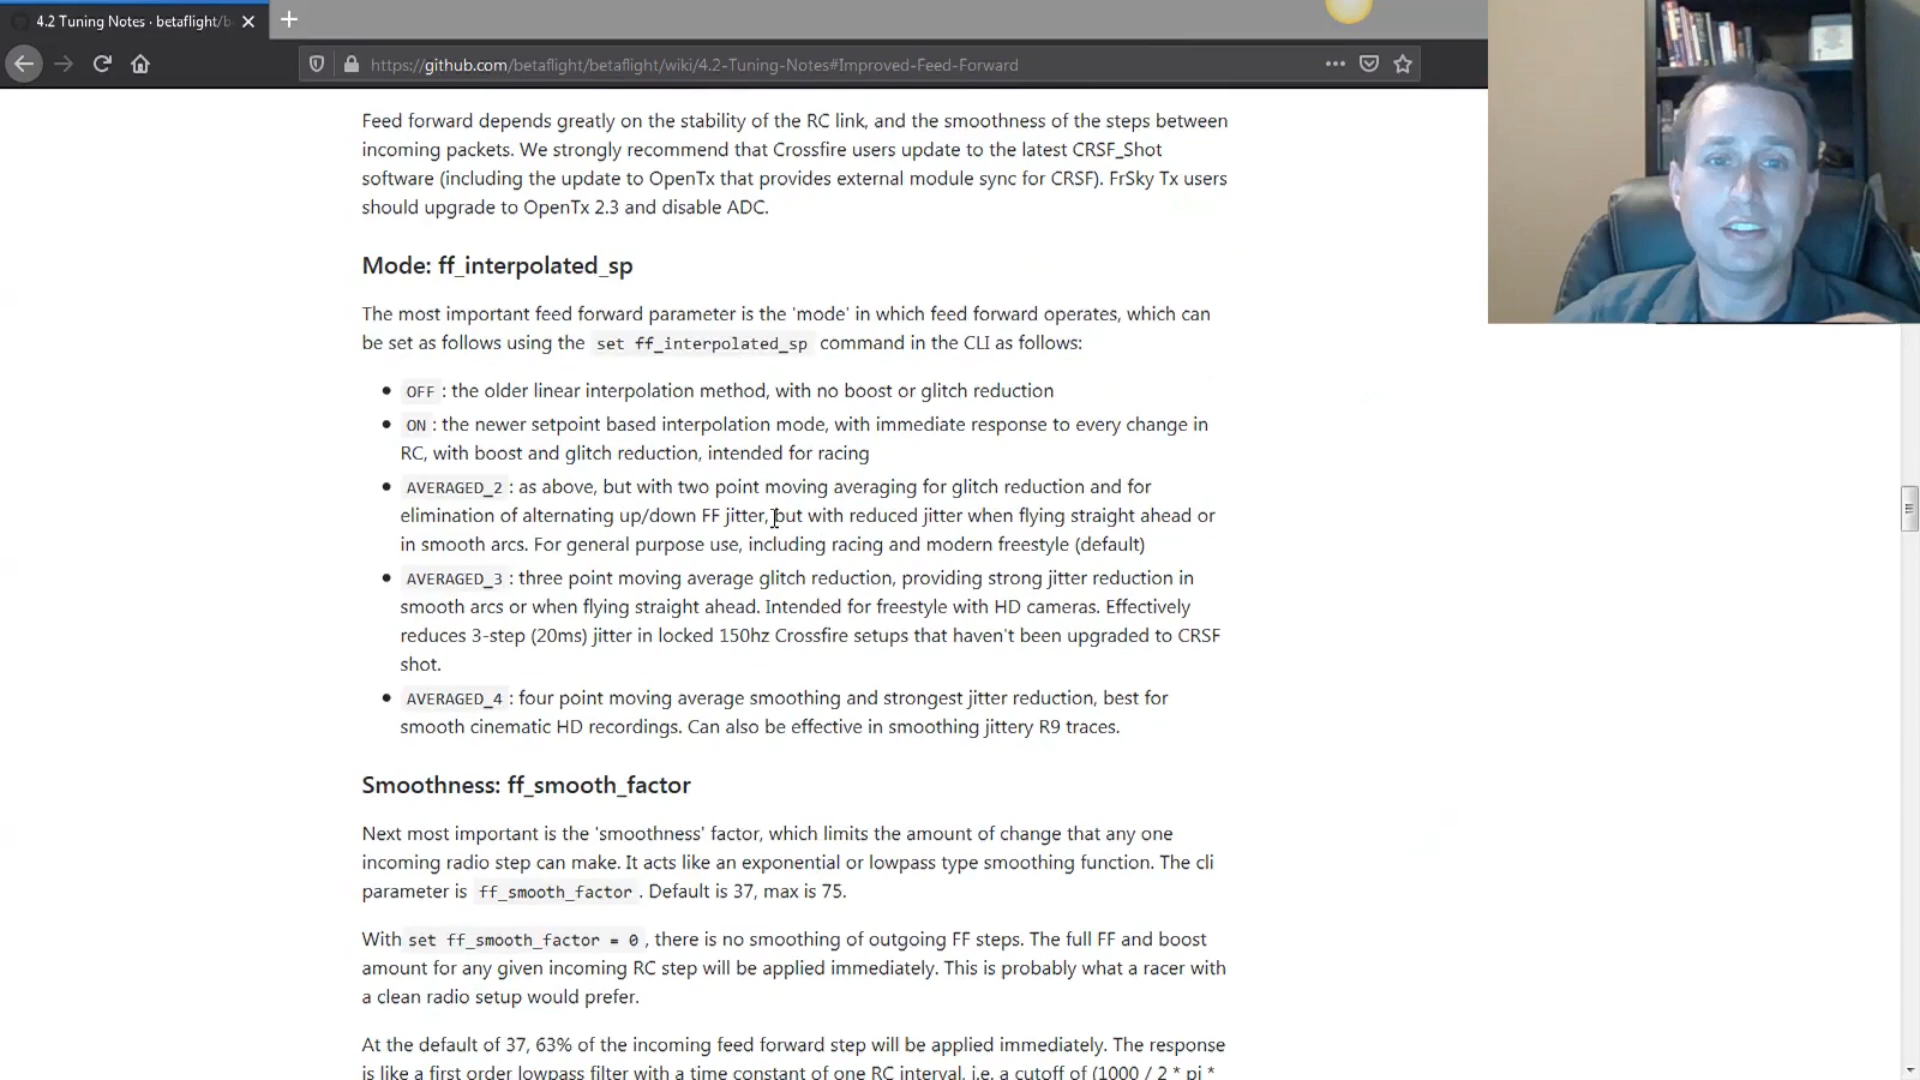 4.2 Tuning Notes · betaflight/b
https://github.com/betaflight/betaflight/wiki/4.2-Tuning-Notes#Improved-Feed-Forward
Feed forward depends greatly on the stability of the RC link, and the smoothness of the steps between
incoming packets. We strongly recommend that Crossfire users update to the latest CRSF_Shot
software (including the update to OpenTx that provides external module sync for CRSF). FrSky Tx users
should upgrade to OpenTx 2.3 and disable ADC.
Mode: ff_interpolated_sp
The most important feed forward parameter is the 'mode' in which feed forward operates, which can
be set as follows using the set ff_interpolated_sp command in the CLI as follows:
• OFF : the older linear interpolation method, with no boost or glitch reduction
• ON : the newer setpoint based interpolation mode, with immediate response to every change in
RC, with boost and glitch reduction, intended for racing
• AVERAGED_2 : as above, but with two point moving averaging for glitch reduction and for
elimination of alternating up/down FF jitter, but with reduced jitter when flying straight ahead or
in smooth arcs. For general purpose use, including racing and modern freestyle (default)
• AVERAGED_3 : three point moving average glitch reduction, providing strong jitter reduction in
smooth arcs or when flying straight ahead. Intended for freestyle with HD cameras. Effectively
reduces 3-step (20ms) jitter in locked 150hz Crossfire setups that haven't been upgraded to CRSF
shot.
• AVERAGED_4 : four point moving average smoothing and strongest jitter reduction, best for
smooth cinematic HD recordings. Can also be effective in smoothing jittery R9 traces.
Smoothness: ff_smooth_factor
Next most important is the 'smoothness' factor, which limits the amount of change that any one
incoming radio step can make. It acts like an exponential or lowpass type smoothing function. The cli
parameter is ff_smooth_factor . Default is 37, max is 75.
With set ff_smooth_factor = 0 , there is no smoothing of outgoing FF steps. The full FF and boost
amount for any given incoming RC step will be applied immediately. This is probably what a racer with
a clean radio setup would prefer.
At the default of 37, 63% of the incoming feed forward step will be applied immediately. The response
is like a first order lowpass filter with a time constant of one RC interval, i.e. a cutoff of (1000 / 2 * pi *